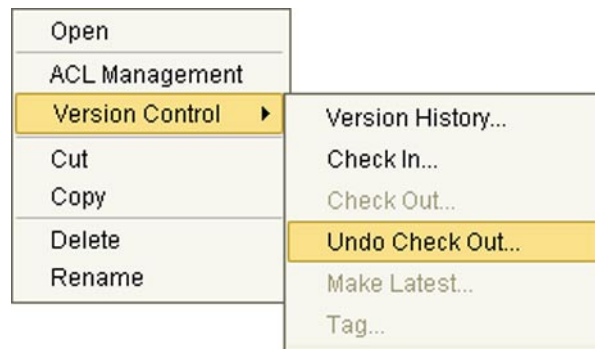 Open
ACL Management
Version Control
Cut
Copy
Delete
Rename
Version History...
Check In...
Check Out...
Undo Check Out...
Make Latest...
Tag...